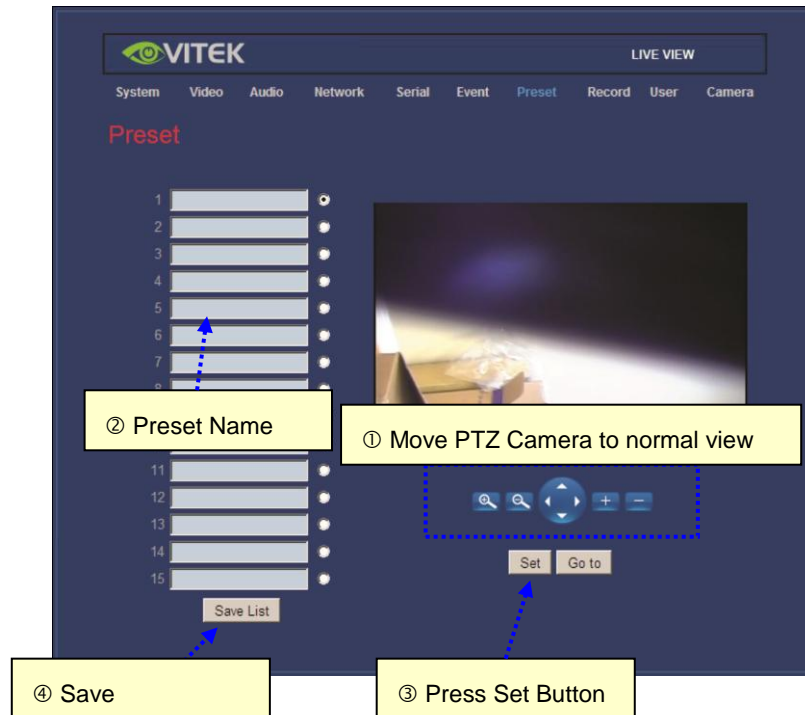 VITEK
LIVE VIEW
System Video Audio Network Serial Event Preset Record User Camera
Preset
1
2
3
4
5
6
7
8
② Preset Name
① Move PTZ Camera to normal view
11
12
13
14
15
Set Go to
Save List
④ Save
③ Press Set Button